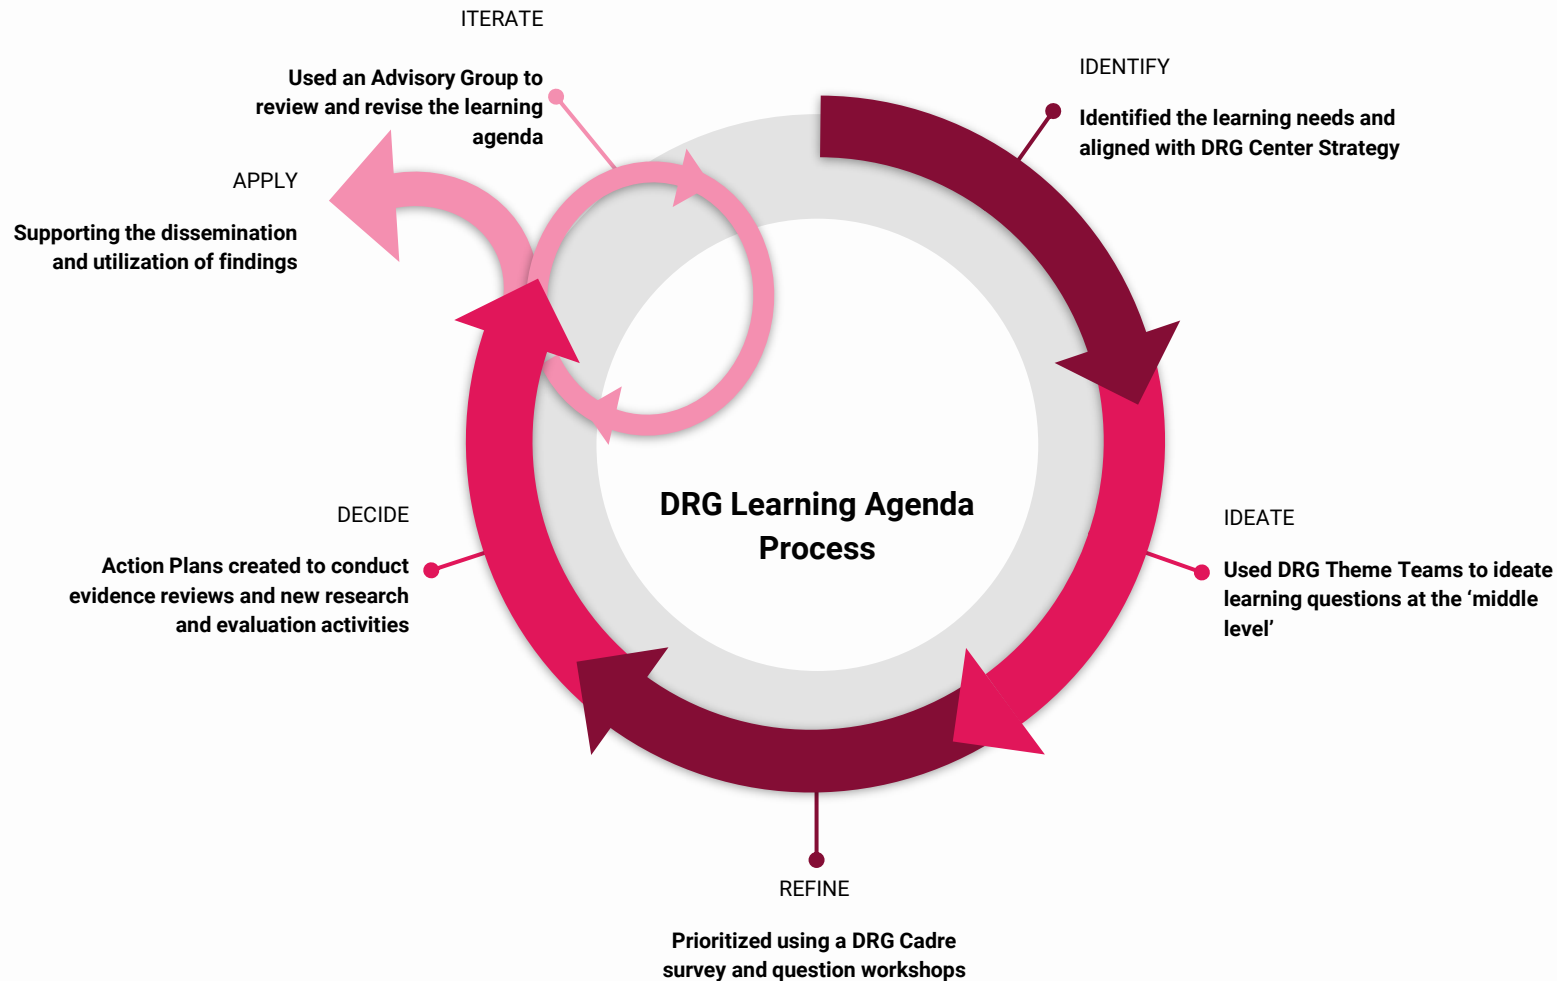 ITERATE
Used an Advisory Group to
review and revise the learning
agenda
IDENTIFY
Identified the learning needs and
aligned with DRG Center Strategy
APPLY
Supporting the dissemination
and utilization of findings
DRG Learning Agenda
Process
DECIDE
Action Plans created to conduct
evidence reviews and new research
and evaluation activities
IDEATE
Used DRG Theme Teams to ideate
learning questions at the ‘middle
level’
REFINE
Prioritized using a DRG Cadre
survey and question workshops